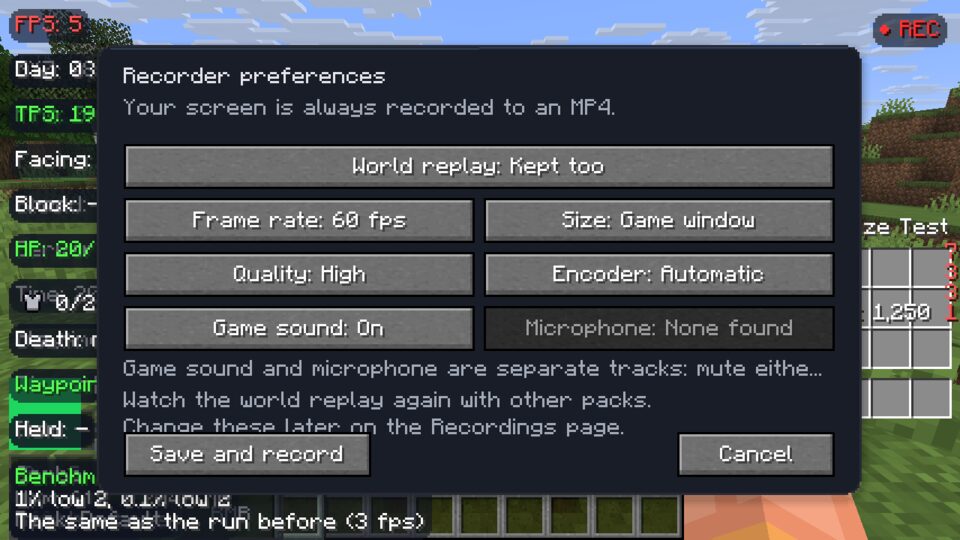 FPS: 5
REC
Day: 03
Recorder preferences
Your screen is always recorded to an MP4.
TPS: 19
Facing:
World replay: Kept too
Block: -
Frame rate: 60 fps
Size: Game window
ze Test
HP: 20/
Quality: High
Encoder: Automatic
0/2
1,250
Game sound: On
Microphone: None found
Death:
Game sound and microphone are separate tracks: mute eithe...
Waypoin
Watch the world replay again with other packs.
Held: -
Change these later on the Recordings page.
Save and record
Cancel
Benchm
1% low 2, 0.1% low 2
The same as the run before (3 fps)